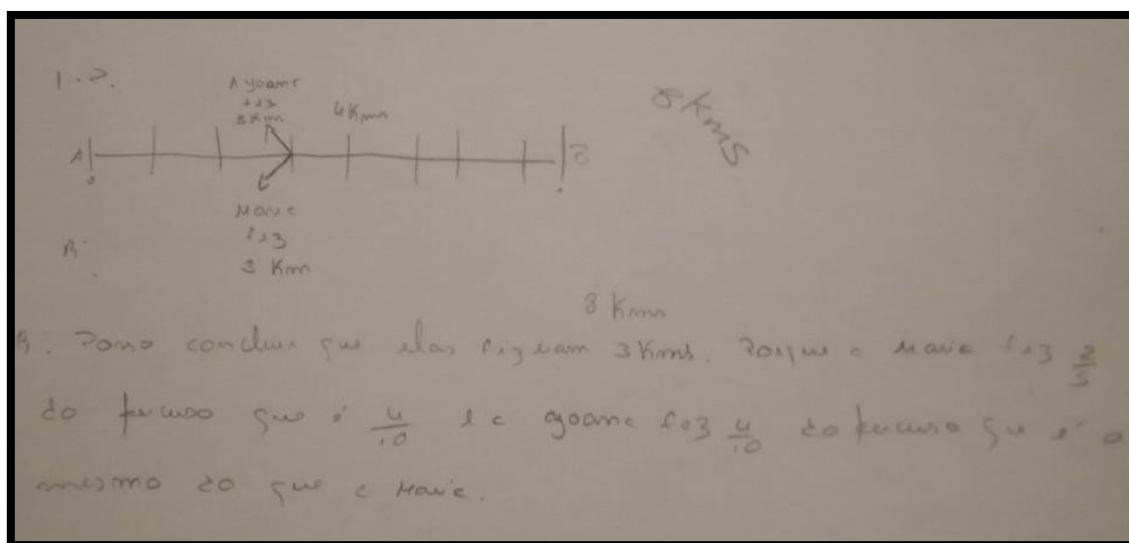 1.2.
A Joana
fez
3 Km
4 Kms
8 Kms
A
B
0
Maria
fez
3 Km
R:
8 Kms
R: Posso concluir que elas fizeram 3 Kms. Porque a Maria fez 2/5
do percurso que é 4/10 e a Joana fez 4/10 do percurso que é o
mesmo do que a Maria.